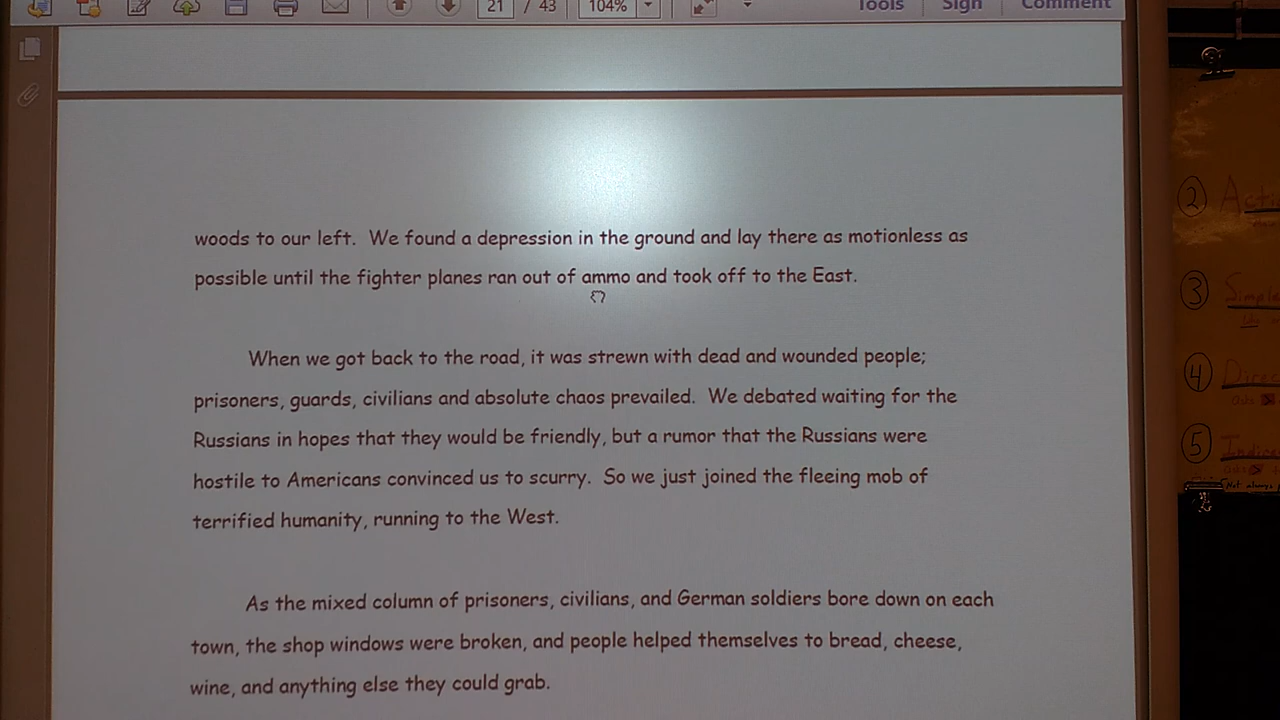 21 / 43 104% Tools Sign Comment
woods to our left. We found a depression in the ground and lay there as motionless as
possible until the fighter planes ran out of ammo and took off to the East.
When we got back to the road, it was strewn with dead and wounded people;
prisoners, guards, civilians and absolute chaos prevailed. We debated waiting for the
Russians in hopes that they would be friendly, but a rumor that the Russians were
hostile to Americans convinced us to scurry. So we just joined the fleeing mob of
terrified humanity, running to the West.
As the mixed column of prisoners, civilians, and German soldiers bore down on each
town, the shop windows were broken, and people helped themselves to bread, cheese,
wine, and anything else they could grab.
2
3
4
5
Not always